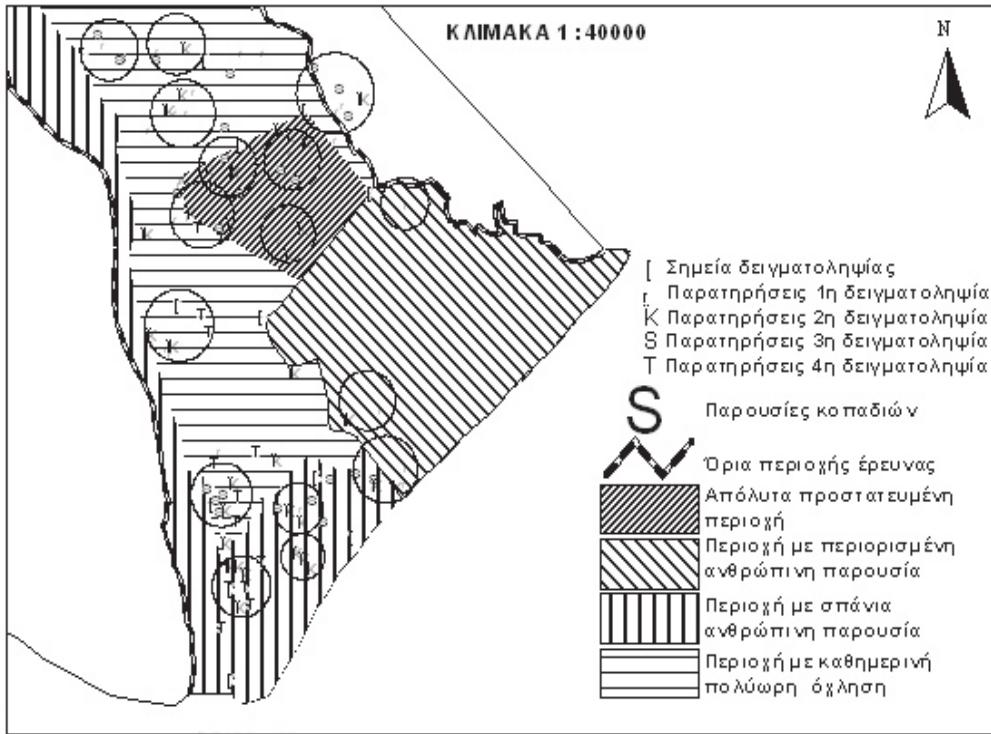 ΚΛΙΜΑΚΑ 1:40000
N
[ Σημεία δειγματοληψίας
r Παρατηρήσεις 1η δειγματοληψία
K Παρατηρήσεις 2η δειγματοληψία
S Παρατηρήσεις 3η δειγματοληψία
T Παρατηρήσεις 4η δειγματοληψία
S Παρουσίες κοπαδιών
Όρια περιοχής έρευνας
Απόλυτα προστατευμένη
περιοχή
Περιοχή με περιορισμένη
ανθρώπινη παρουσία
Περιοχή με σπάνια
ανθρώπινη παρουσία
Περιοχή με καθημερινή
πολύωρη όχληση